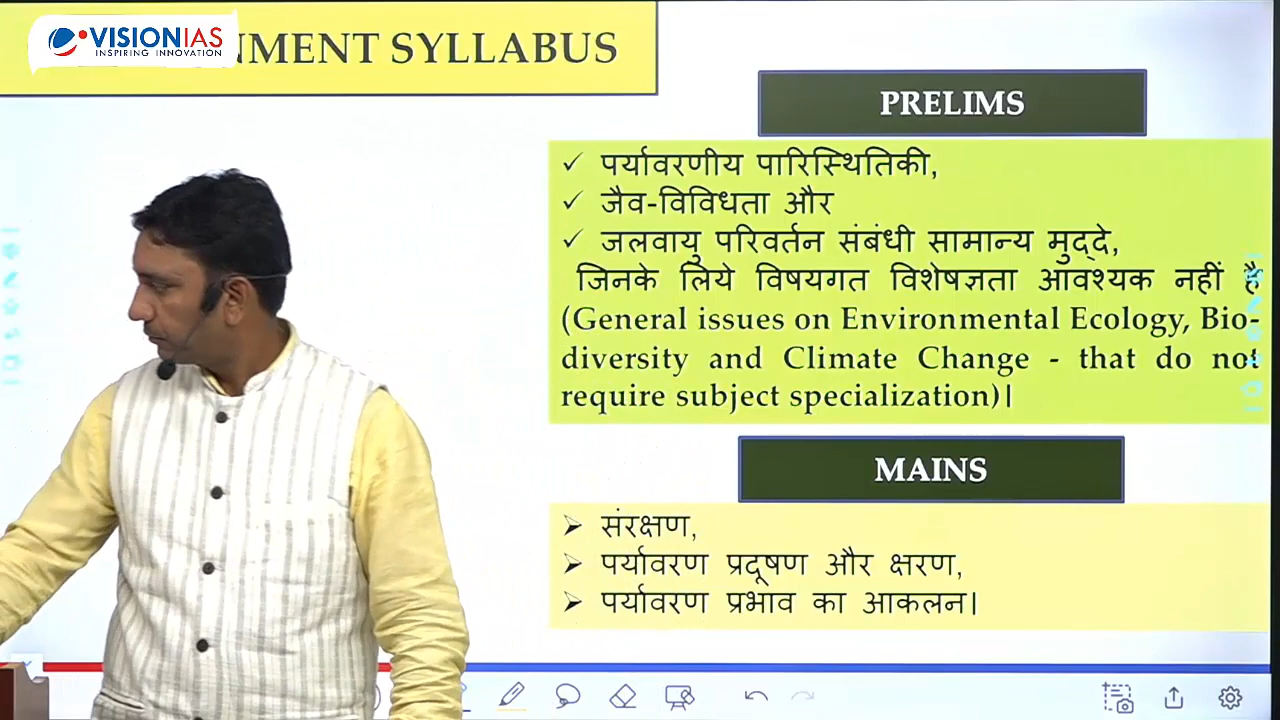 VISIONIAS
INSPIRING INNOVATION
NMENT SYLLABUS
PRELIMS
✓ पर्यावरणीय पारिस्थितिकी,
✓ जैव-विविधता और
✓ जलवायु परिवर्तन संबंधी सामान्य मुद्दे,
जिनके लिये विषयगत विशेषज्ञता आवश्यक नहीं है
(General issues on Environmental Ecology, Bio-
diversity and Climate Change - that do not
require subject specialization)।
MAINS
➢ संरक्षण,
➢ पर्यावरण प्रदूषण और क्षरण,
➢ पर्यावरण प्रभाव का आकलन।